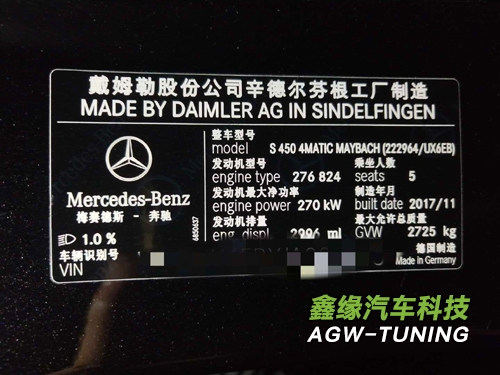 戴姆勒股份公司辛德尔芬根工厂制造
MADE BY DAIMLER AG IN SINDELFINGEN
整车型号
model S 450 4MATIC MAYBACH (222964/UX6EB)
发动机型号 乘坐人数
engine type 276 824 seats 5
发动机最大净功率 制造年月
engine power 270 kW built date 2017/11
发动机排量 最大允许总质量
eng. displ. 2996 ml GVW 2725 kg
Mercedes-Benz
梅赛德斯 - 奔驰
1.0 %
车辆识别号
VIN
德国制造
Made in Germany
鑫缘汽车科技
AGW-TUNING